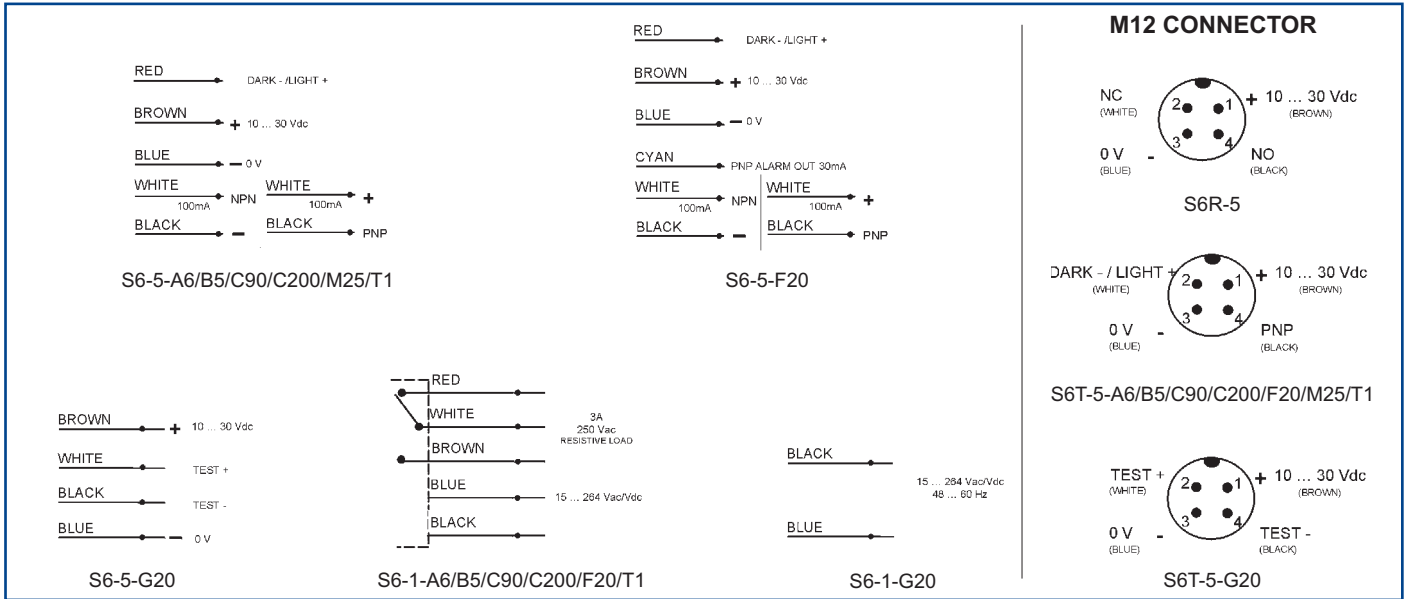 RED
DARK - /LIGHT +
BROWN
+ 10 ... 30 Vdc
BLUE
- 0 V
WHITE
100mA
NPN
WHITE
100mA
+
BLACK
-
BLACK
PNP
S6-5-A6/B5/C90/C200/M25/T1
RED
DARK - /LIGHT +
BROWN
+ 10 ... 30 Vdc
BLUE
- 0 V
CYAN
PNP ALARM OUT 30mA
WHITE
100mA
NPN
WHITE
100mA
+
BLACK
-
BLACK
PNP
S6-5-F20
BROWN
+ 10 ... 30 Vdc
WHITE
TEST +
BLACK
TEST -
BLUE
- 0 V
S6-5-G20
RED
WHITE
3A
250 Vac
RESISTIVE LOAD
BROWN
BLUE
15 ... 264 Vac/Vdc
BLACK
S6-1-A6/B5/C90/C200/F20/T1
BLACK
15 ... 264 Vac/Vdc
48 ... 60 Hz
BLUE
S6-1-G20
M12 CONNECTOR
NC
(WHITE)
2
1
+ 10 ... 30 Vdc
(BROWN)
0 V -
(BLUE)
3
4
NO
(BLACK)
S6R-5
DARK - / LIGHT +
(WHITE)
2
1
+ 10 ... 30 Vdc
(BROWN)
0 V -
(BLUE)
3
4
PNP
(BLACK)
S6T-5-A6/B5/C90/C200/F20/M25/T1
TEST +
(WHITE)
2
1
+ 10 ... 30 Vdc
(BROWN)
0 V -
(BLUE)
3
4
TEST -
(BLACK)
S6T-5-G20